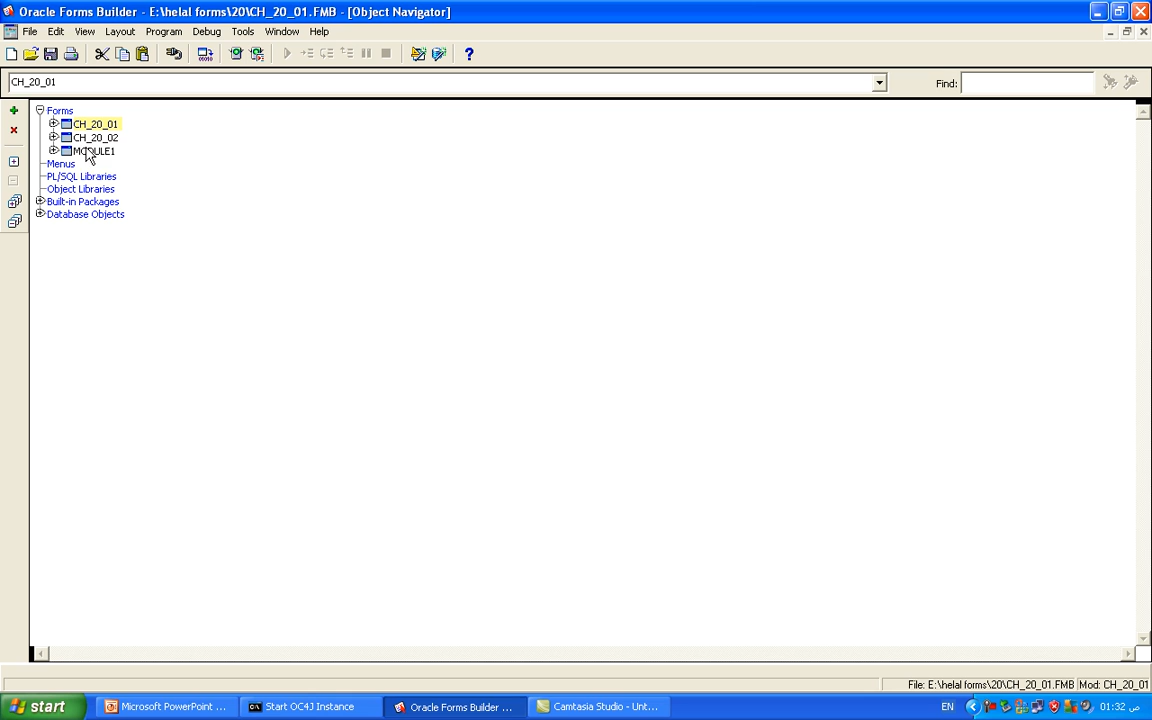 Oracle Forms Builder - E:\helal forms\20\CH_20_01.FMB - [Object Navigator]
File Edit View Layout Program Debug Tools Window Help
CH_20_01
Find:
Forms
CH_20_01
CH_20_02
MODULE1
Menus
PL/SQL Libraries
Object Libraries
Built-in Packages
Database Objects
File: E:\helal forms\20\CH_20_01.FMB Mod: CH_20_01
start
Microsoft PowerPoint ...
Start OC4J Instance
Oracle Forms Builder ...
Camtasia Studio - Unt...
EN
01:32 ص